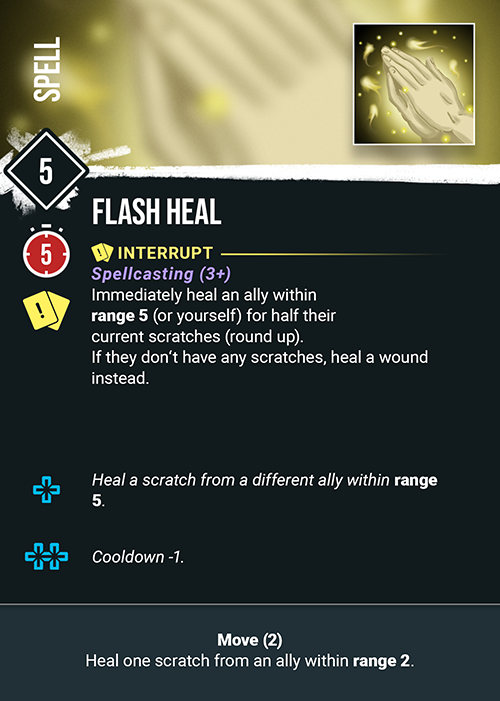 SPELL
5
FLASH HEAL
5
! INTERRUPT
Spellcasting (3+)
! Immediately heal an ally within
range 5 (or yourself) for half their
current scratches (round up).
If they don‘t have any scratches, heal a wound
instead.
Heal a scratch from a different ally within range
5.
Cooldown -1.
Move (2)
Heal one scratch from an ally within range 2.